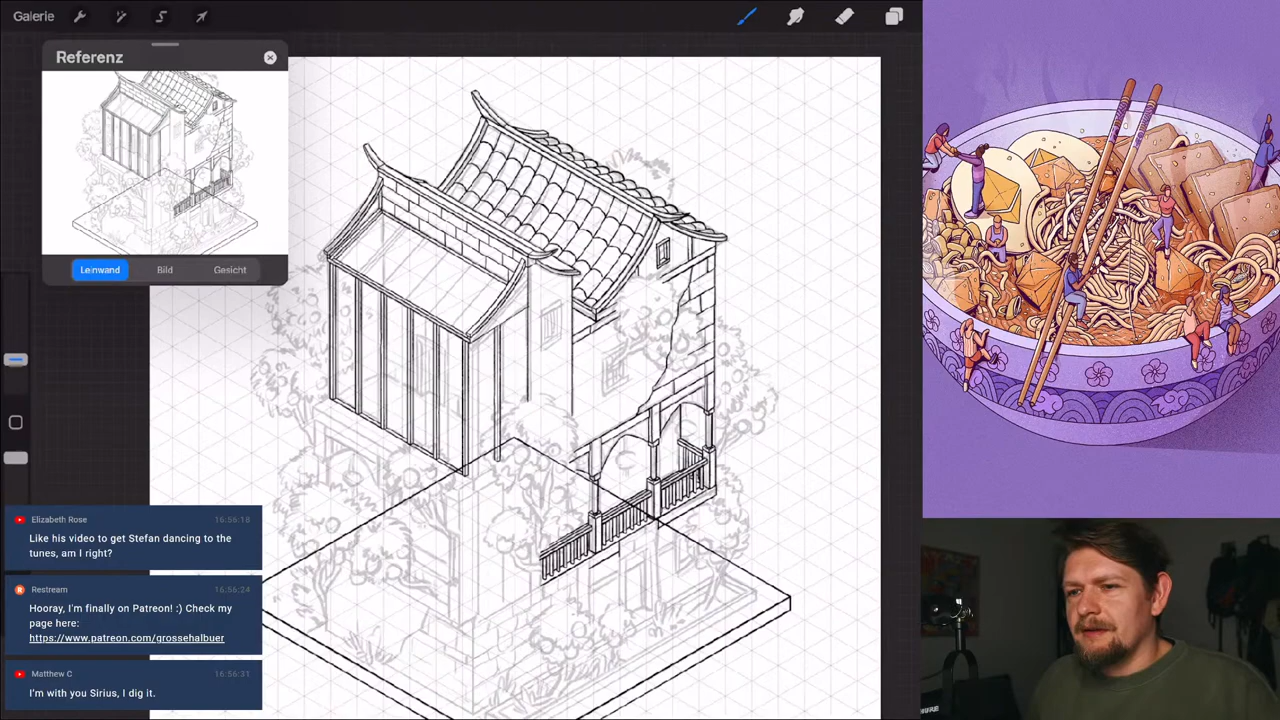 Galerie
Referenz
Leinwand
Bild
Gesicht
Elizabeth Rose 16:56:18
Like his video to get Stefan dancing to the
tunes, am I right?
Restream 16:56:24
Hooray, I'm finally on Patreon! :) Check my
page here:
https://www.patreon.com/grossehalbuer
Matthew C 16:56:31
I'm with you Sirius, I dig it.